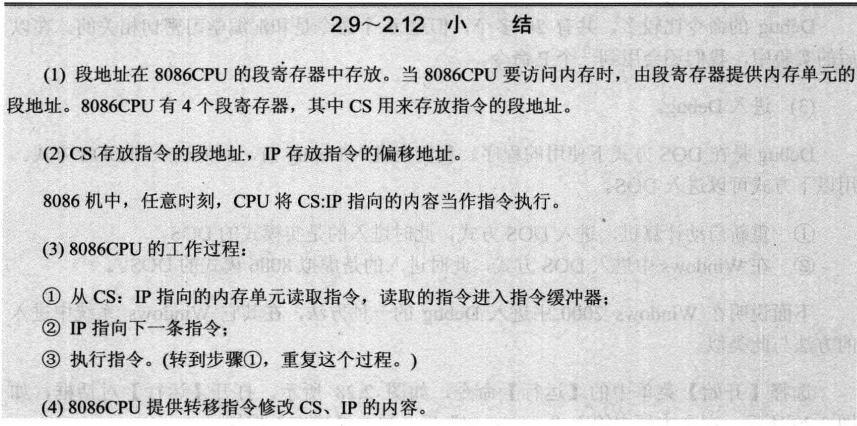 2.9~2.12 小 结
(1) 段地址在 8086CPU 的段寄存器中存放。当 8086CPU 要访问内存时，由段寄存器提供内存单元的
段地址。8086CPU 有 4 个段寄存器，其中 CS 用来存放指令的段地址。
(2) CS 存放指令的段地址，IP 存放指令的偏移地址。
8086 机中，任意时刻，CPU 将 CS:IP 指向的内容当作指令执行。
(3) 8086CPU 的工作过程：
① 从 CS：IP 指向的内存单元读取指令，读取的指令进入指令缓冲器；
② IP 指向下一条指令；
③ 执行指令。(转到步骤①，重复这个过程。)
(4) 8086CPU 提供转移指令修改 CS、IP 的内容。